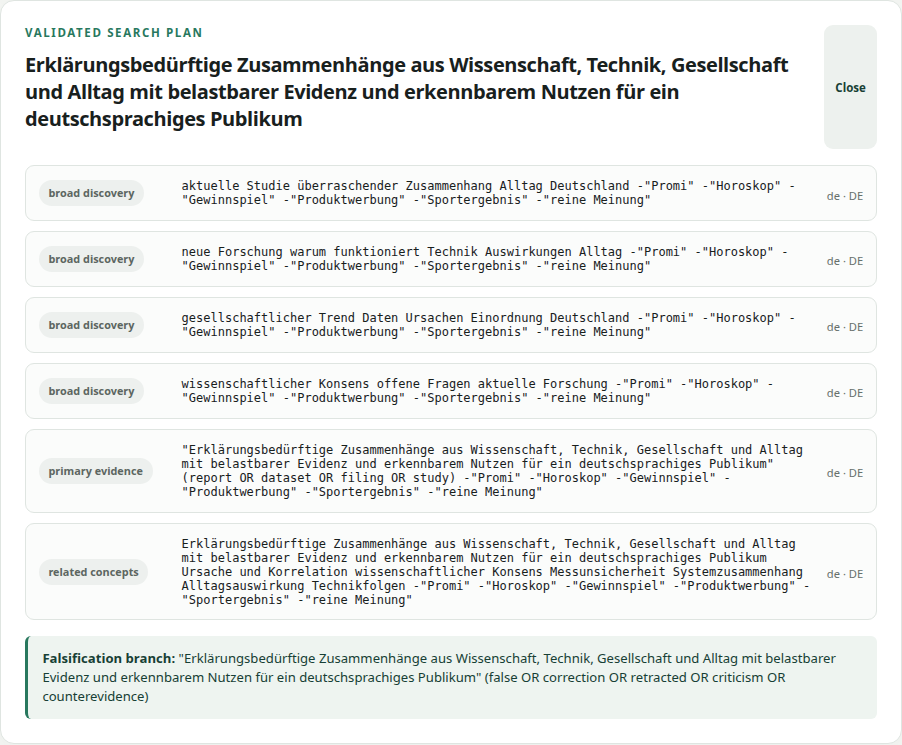 VALIDATED SEARCH PLAN
Erklärungsbedürftige Zusammenhänge aus Wissenschaft, Technik, Gesellschaft
und Alltag mit belastbarer Evidenz und erkennbarem Nutzen für ein
deutschsprachiges Publikum
Close
broad discovery
aktuelle Studie überraschender Zusammenhang Alltag Deutschland -"Promi" -"Horoskop" -
"Gewinnspiel" -"Produktwerbung" -"Sportergebnis" -"reine Meinung"
de · DE
broad discovery
neue Forschung warum funktioniert Technik Auswirkungen Alltag -"Promi" -"Horoskop" -
"Gewinnspiel" -"Produktwerbung" -"Sportergebnis" -"reine Meinung"
de · DE
broad discovery
gesellschaftlicher Trend Daten Ursachen Einordnung Deutschland -"Promi" -"Horoskop" -
"Gewinnspiel" -"Produktwerbung" -"Sportergebnis" -"reine Meinung"
de · DE
broad discovery
wissenschaftlicher Konsens offene Fragen aktuelle Forschung -"Promi" -"Horoskop" -
"Gewinnspiel" -"Produktwerbung" -"Sportergebnis" -"reine Meinung"
de · DE
primary evidence
"Erklärungsbedürftige Zusammenhänge aus Wissenschaft, Technik, Gesellschaft und Alltag
mit belastbarer Evidenz und erkennbarem Nutzen für ein deutschsprachiges Publikum"
(report OR dataset OR filing OR study) -"Promi" -"Horoskop" -"Gewinnspiel" -
"Produktwerbung" -"Sportergebnis" -"reine Meinung"
de · DE
related concepts
Erklärungsbedürftige Zusammenhänge aus Wissenschaft, Technik, Gesellschaft und Alltag
mit belastbarer Evidenz und erkennbarem Nutzen für ein deutschsprachiges Publikum
Ursache und Korrelation wissenschaftlicher Konsens Messunsicherheit Systemzusammenhang
Alltagsauswirkung Technikfolgen -"Promi" -"Horoskop" -"Gewinnspiel" -"Produktwerbung" -
"Sportergebnis" -"reine Meinung"
de · DE
Falsification branch: "Erklärungsbedürftige Zusammenhänge aus Wissenschaft, Technik, Gesellschaft und Alltag mit belastbarer
Evidenz und erkennbarem Nutzen für ein deutschsprachiges Publikum" (false OR correction OR retracted OR criticism OR
counterevidence)